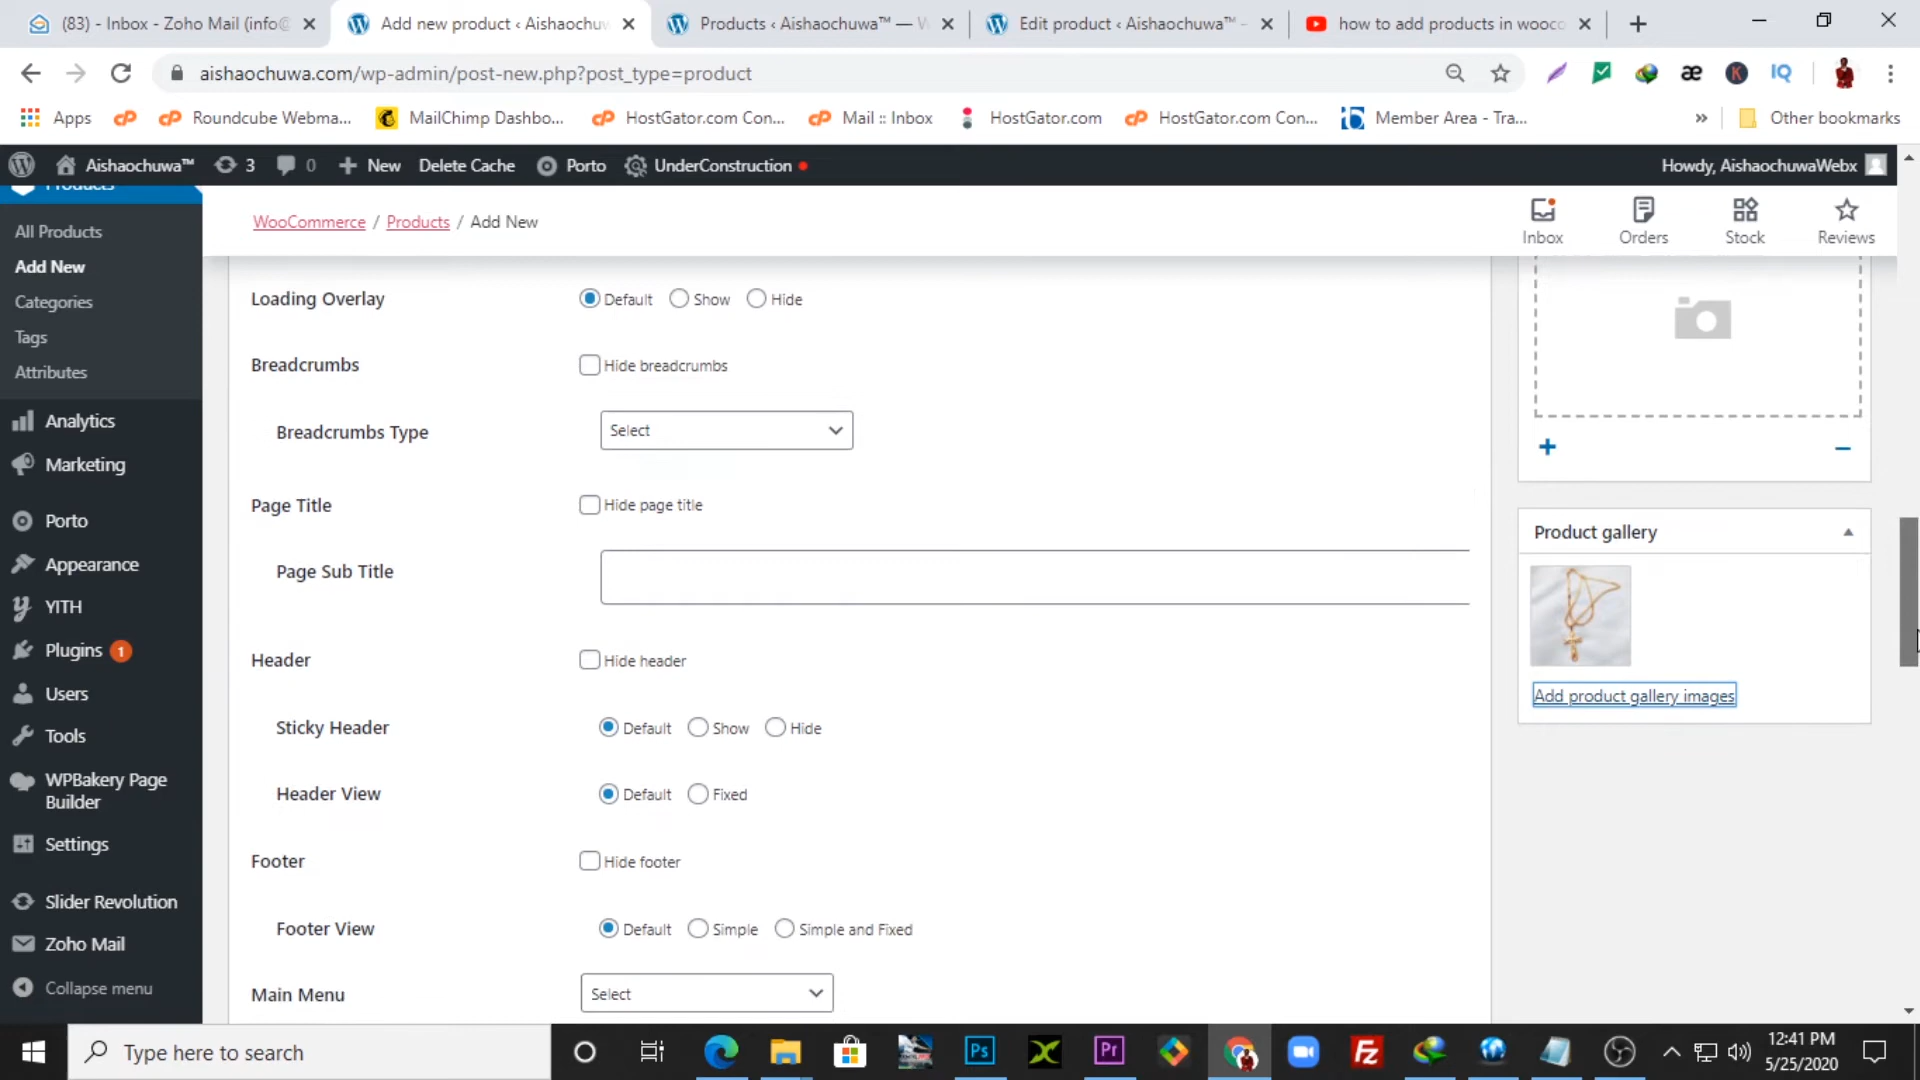 (83) - Inbox - Zoho Mail (info@
Add new product ‹ Aishaochuw
Products ‹ Aishaochuwa™ — W
Edit product ‹ Aishaochuwa™ -
how to add products in wooco
aishaochuwa.com/wp-admin/post-new.php?post_type=product
Apps
Roundcube Webma...
MailChimp Dashbo...
HostGator.com Con...
Mail :: Inbox
HostGator.com
HostGator.com Con...
Member Area - Tra...
»
Other bookmarks
Aishaochuwa™
3
0
New
Delete Cache
Porto
UnderConstruction
Howdy, AishaochuwaWebx
Products
All Products
Add New
Categories
Tags
Attributes
Analytics
Marketing
Porto
Appearance
YITH
Plugins 1
Users
Tools
WPBakery Page
Builder
Settings
Slider Revolution
Zoho Mail
Collapse menu
WooCommerce / Products / Add New
Inbox
Orders
Stock
Reviews
Loading Overlay
Default Show Hide
Breadcrumbs
Hide breadcrumbs
Breadcrumbs Type
Select
Page Title
Hide page title
Page Sub Title
Header
Hide header
Sticky Header
Default Show Hide
Header View
Default Fixed
Footer
Hide footer
Footer View
Default Simple Simple and Fixed
Main Menu
Select
Product gallery
Add product gallery images
Type here to search
Ps
Pr
Fz
12:41 PM
5/25/2020